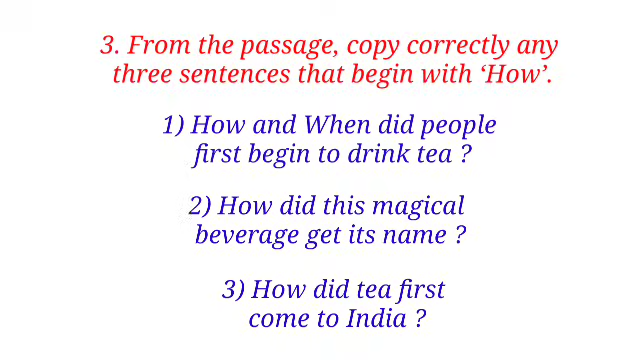 3. From the passage, copy correctly any
three sentences that begin with ‘How’.
1) How and When did people
first begin to drink tea ?
2) How did this magical
beverage get its name ?
3) How did tea first
come to India ?